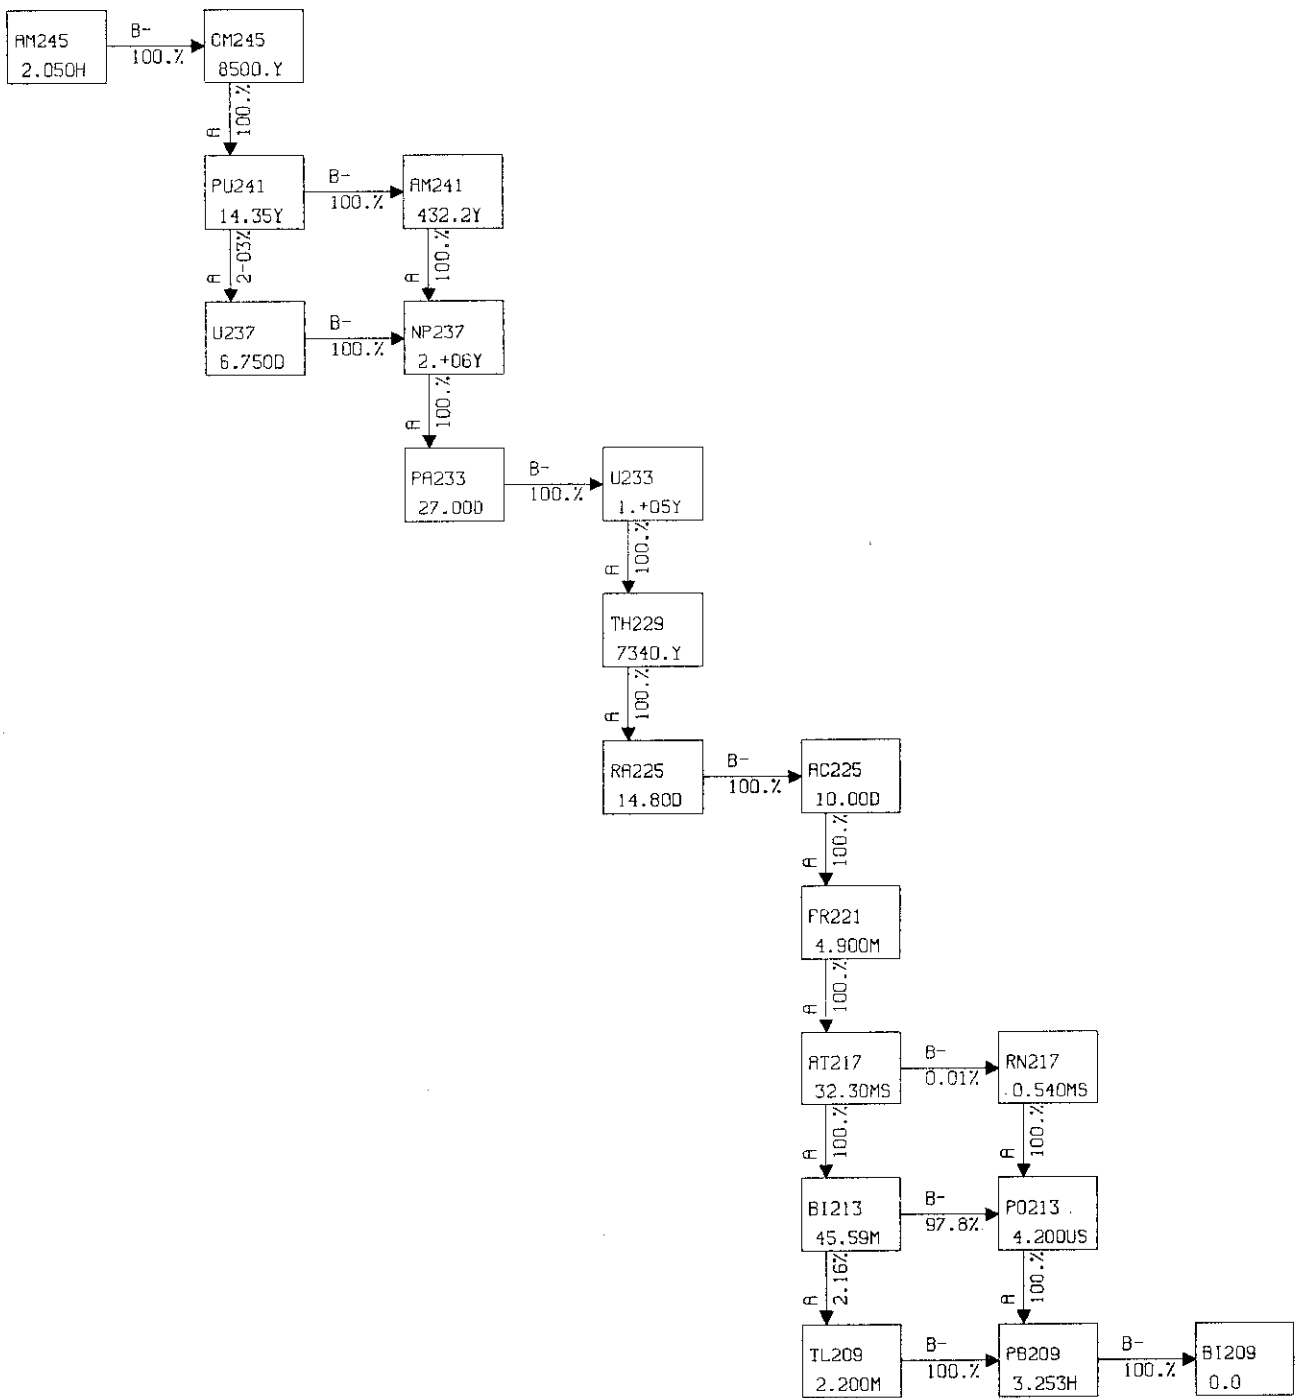 AM245
2.050H
B-
100.%
CM245
8500.Y
A
100.%
PU241
14.35Y
B-
100.%
AM241
432.2Y
A
2-03%
A
100.%
U237
6.750D
B-
100.%
NP237
2.+06Y
A
100.%
PA233
27.00D
B-
100.%
U233
1.+05Y
A
100.%
TH229
7340.Y
A
100.%
RA225
14.80D
B-
100.%
AC225
10.00D
A
100.%
FR221
4.900M
A
100.%
AT217
32.30MS
B-
0.01%
RN217
0.540MS
A
100.%
A
100.%
BI213
45.59M
B-
97.8%
PO213
4.200US
A
2.16%
A
100.%
TL209
2.200M
B-
100.%
PB209
3.253H
B-
100.%
BI209
0.0